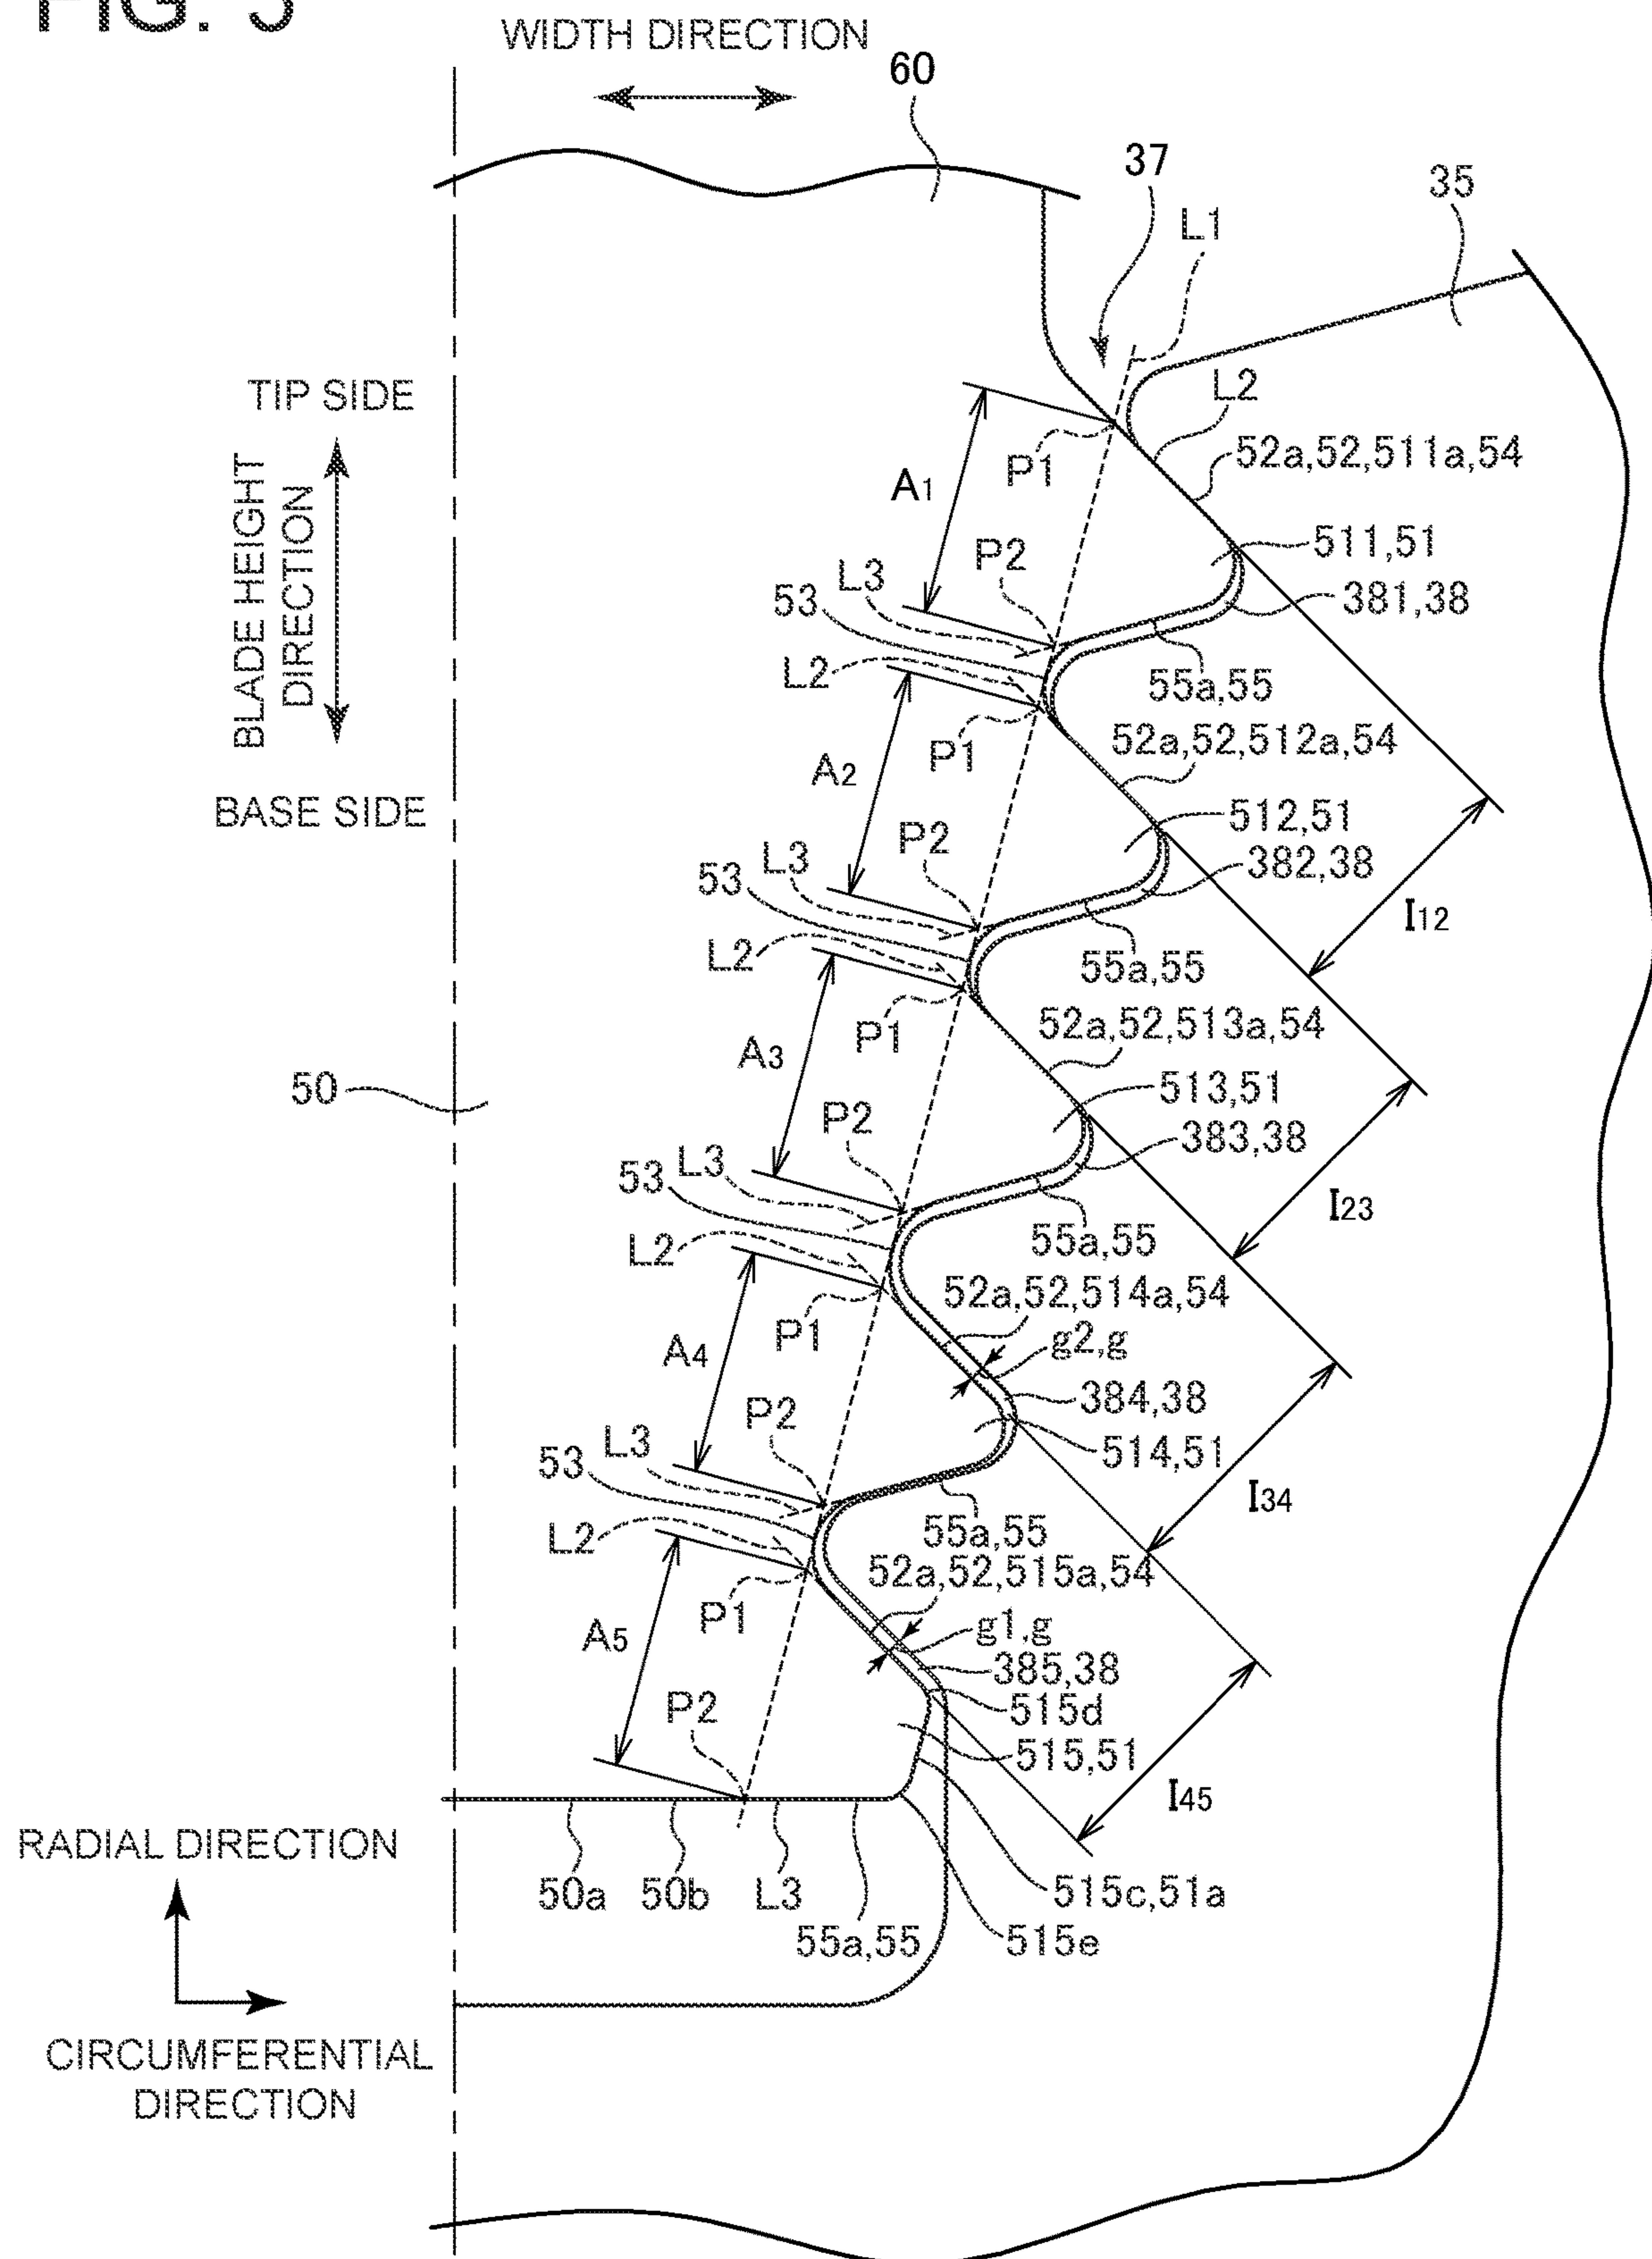 FIG. 5
WIDTH DIRECTION
60
37
35
L1
TIP SIDE
L2
BLADE HEIGHT
DIRECTION
P1
52a,52,511a,54
A1
P2
511,51
L3
53
381,38
L2
55a,55
52a,52,512a,54
P1
A2
BASE SIDE
512,51
P2
L3
382,38
53
I12
L2
55a,55
52a,52,513a,54
P1
A3
50
513,51
P2
383,38
L3
53
I23
L2
55a,55
52a,52,514a,54
P1
g2,g
A4
384,38
P2
L3
514,51
53
I34
L2
55a,55
52a,52,515a,54
P1
g1,g
A5
385,38
P2
515d
515,51
I45
RADIAL DIRECTION
50a
50b
L3
515c,51a
55a,55
515e
CIRCUMFERENTIAL
DIRECTION